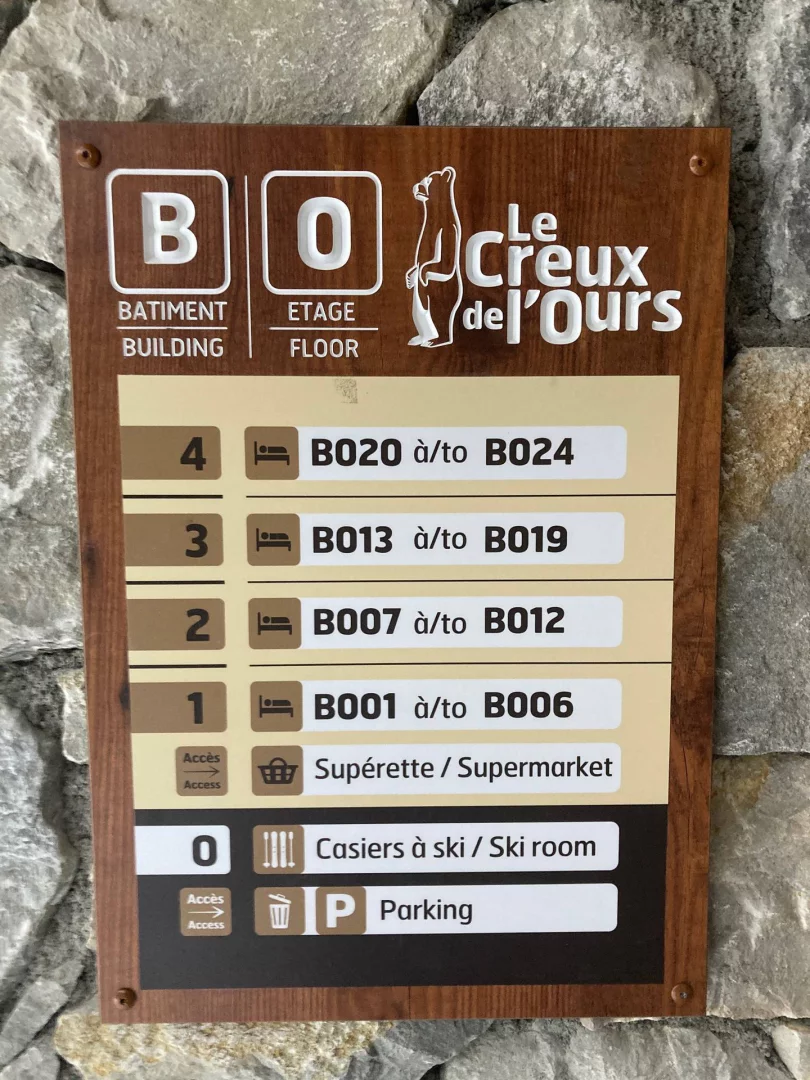 B
BATIMENT
BUILDING
0
ETAGE
FLOOR
Le
Creux
de l'Ours
4 B020 à/to B024
3 B013 à/to B019
2 B007 à/to B012
1 B001 à/to B006
Accès
Access
Supérette / Supermarket
0 Casiers à ski / Ski room
Accès
Access
P Parking